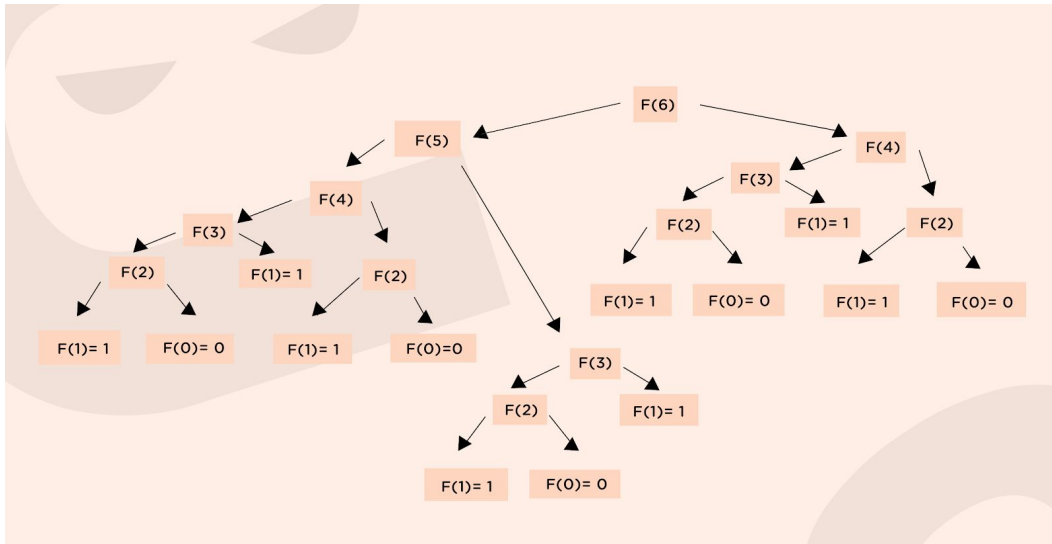 F(6)
F(5)
F(4)
F(4)
F(3)
F(3)
F(2)
F(1)= 1
F(2)
F(2)
F(1)= 1
F(2)
F(1)= 1
F(0)= 0
F(1)= 1
F(0)= 0
F(1)= 1
F(0)= 0
F(1)= 1
F(0)=0
F(3)
F(2)
F(1)= 1
F(1)= 1
F(0)= 0